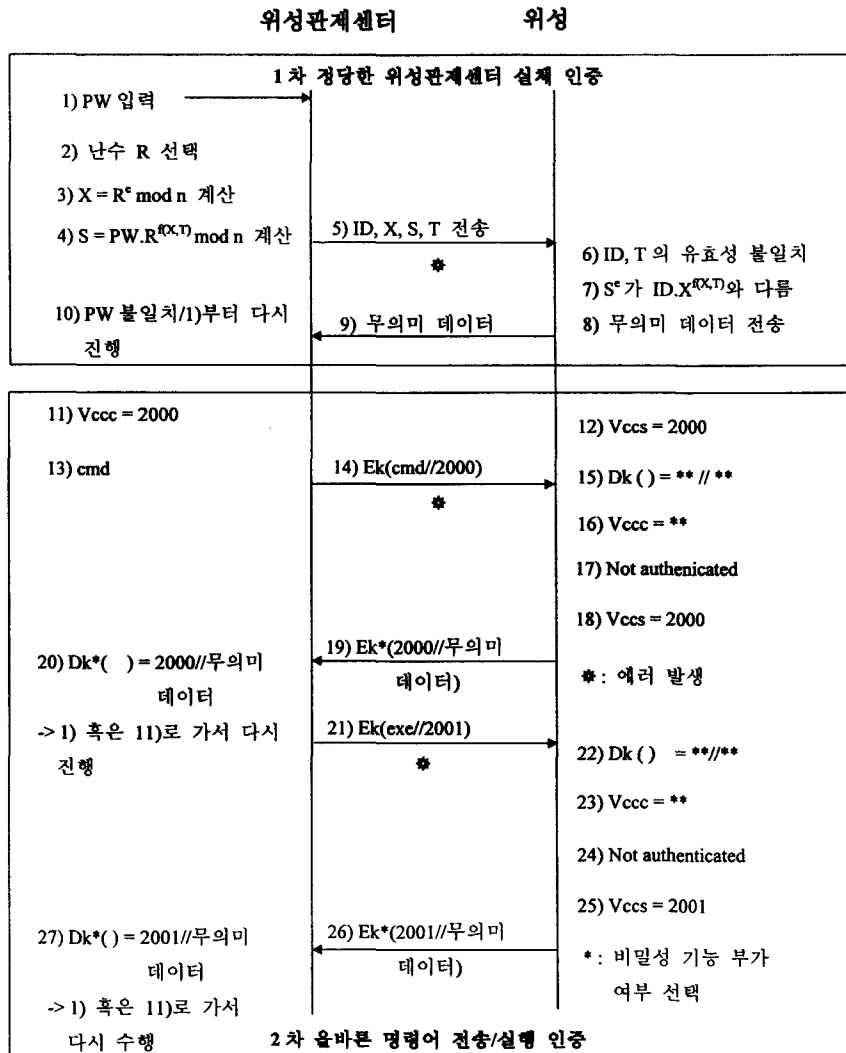 위성관재센터 위성
1차 정당한 위성관재센터 실체 인증
1) PW 입력
2) 난수 R 선택
3) X = R^e mod n 계산
4) S = PW.R^f(X,T) mod n 계산
5) ID, X, S, T 전송
6) ID, T 의 유효성 불일치
7) S^e 가 ID.X^f(X,T)와 다름
8) 무의미 데이터 전송
9) 무의미 데이터
10) PW 불일치/1)부터 다시
진행
11) Vccc = 2000
12) Vccs = 2000
13) cmd
14) Ek(cmd//2000)
15) Dk ( ) = ** // **
16) Vccc = **
17) Not authenicated
18) Vccs = 2000
19) Ek*(2000//무의미
데이터)
20) Dk*( ) = 2000//무의미
데이터
-> 1) 혹은 11)로 가서 다시
진행
✽ : 에러 발생
21) Ek(exe//2001)
22) Dk ( ) = **//**
23) Vccc = **
24) Not authenticated
25) Vccs = 2001
26) Ek*(2001//무의미
데이터)
27) Dk*( ) = 2001//무의미
데이터
-> 1) 혹은 11)로 가서
다시 수행
* : 비밀성 기능 부가
여부 선택
2차 올바른 명령어 전송/실행 인증